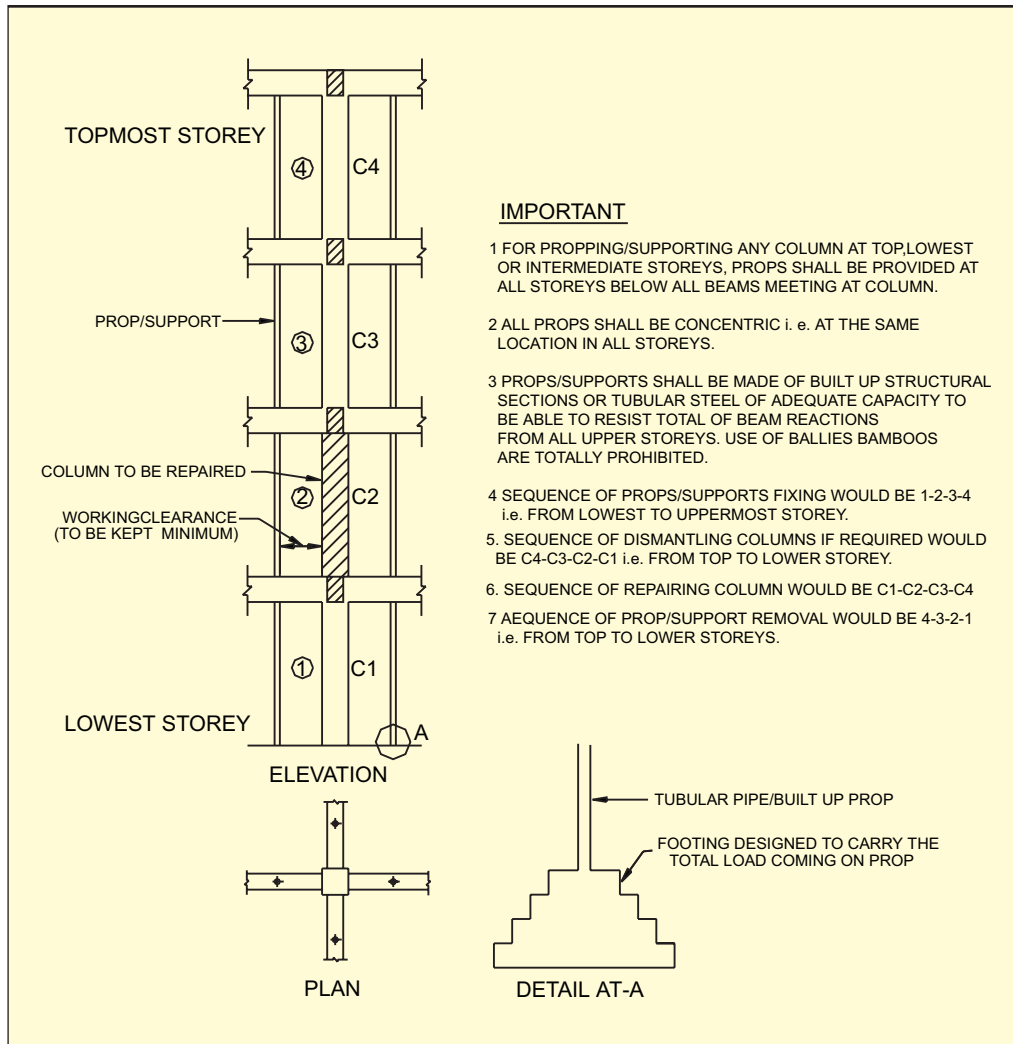 TOPMOST STOREY
4
C4
PROP/SUPPORT
3
C3
COLUMN TO BE REPAIRED
2
C2
WORKINGCLEARANCE
(TO BE KEPT MINIMUM)
1
C1
LOWEST STOREY
A
ELEVATION
PLAN
IMPORTANT
1 FOR PROPPING/SUPPORTING ANY COLUMN AT TOP,LOWEST
OR INTERMEDIATE STOREYS, PROPS SHALL BE PROVIDED AT
ALL STOREYS BELOW ALL BEAMS MEETING AT COLUMN.
2 ALL PROPS SHALL BE CONCENTRIC i. e. AT THE SAME
LOCATION IN ALL STOREYS.
3 PROPS/SUPPORTS SHALL BE MADE OF BUILT UP STRUCTURAL
SECTIONS OR TUBULAR STEEL OF ADEQUATE CAPACITY TO
BE ABLE TO RESIST TOTAL OF BEAM REACTIONS
FROM ALL UPPER STOREYS. USE OF BALLIES BAMBOOS
ARE TOTALLY PROHIBITED.
4 SEQUENCE OF PROPS/SUPPORTS FIXING WOULD BE 1-2-3-4
i.e. FROM LOWEST TO UPPERMOST STOREY.
5. SEQUENCE OF DISMANTLING COLUMNS IF REQUIRED WOULD
BE C4-C3-C2-C1 i.e. FROM TOP TO LOWER STOREY.
6. SEQUENCE OF REPAIRING COLUMN WOULD BE C1-C2-C3-C4
7 AEQUENCE OF PROP/SUPPORT REMOVAL WOULD BE 4-3-2-1
i.e. FROM TOP TO LOWER STOREYS.
TUBULAR PIPE/BUILT UP PROP
FOOTING DESIGNED TO CARRY THE
TOTAL LOAD COMING ON PROP
DETAIL AT-A